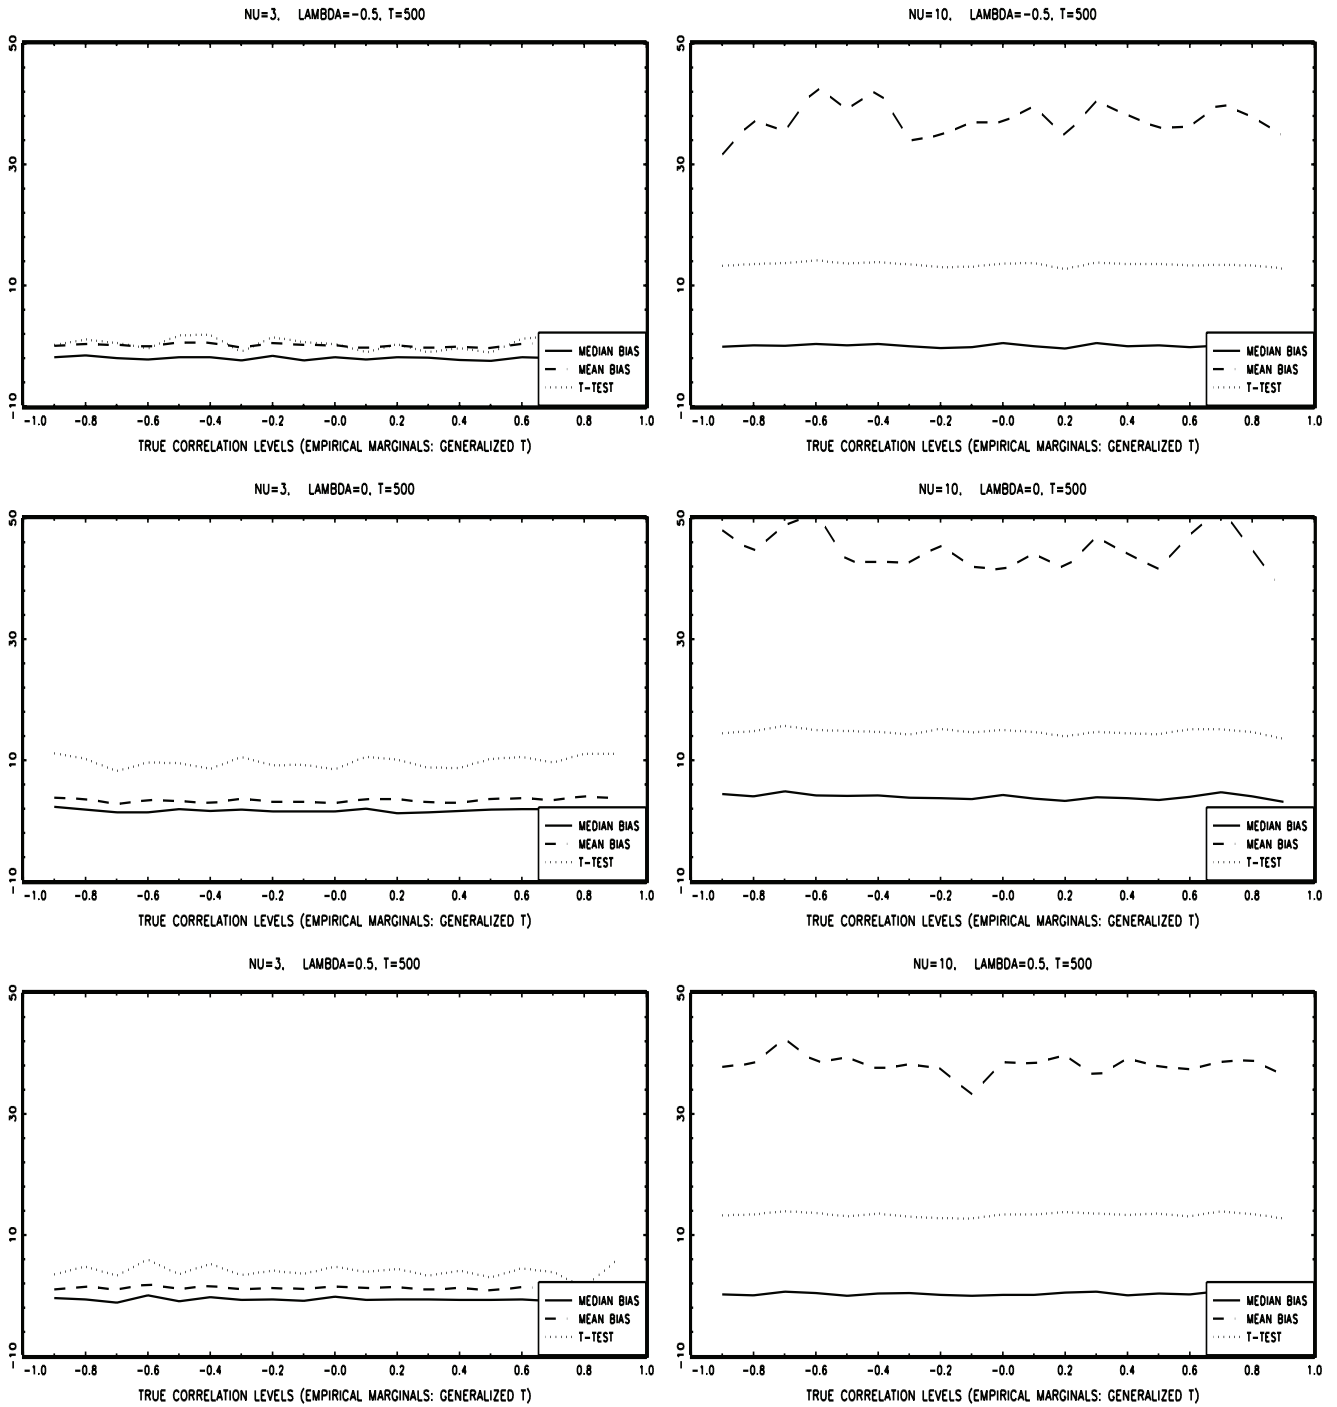 NU=3, LAMBDA=-0.5, T=500
50
30
10
-10
MEDIAN BIAS
MEAN BIAS
T-TEST
-1.0 -0.8 -0.6 -0.4 -0.2 -0.0 0.2 0.4 0.6 0.8 1.0
TRUE CORRELATION LEVELS (EMPIRICAL MARGINALS: GENERALIZED T)
NU=10, LAMBDA=-0.5, T=500
50
30
10
-10
MEDIAN BIAS
MEAN BIAS
T-TEST
-1.0 -0.8 -0.6 -0.4 -0.2 -0.0 0.2 0.4 0.6 0.8 1.0
TRUE CORRELATION LEVELS (EMPIRICAL MARGINALS: GENERALIZED T)
NU=3, LAMBDA=0, T=500
50
30
10
-10
MEDIAN BIAS
MEAN BIAS
T-TEST
-1.0 -0.8 -0.6 -0.4 -0.2 -0.0 0.2 0.4 0.6 0.8 1.0
TRUE CORRELATION LEVELS (EMPIRICAL MARGINALS: GENERALIZED T)
NU=10, LAMBDA=0, T=500
50
30
10
-10
MEDIAN BIAS
MEAN BIAS
T-TEST
-1.0 -0.8 -0.6 -0.4 -0.2 -0.0 0.2 0.4 0.6 0.8 1.0
TRUE CORRELATION LEVELS (EMPIRICAL MARGINALS: GENERALIZED T)
NU=3, LAMBDA=0.5, T=500
50
30
10
-10
MEDIAN BIAS
MEAN BIAS
T-TEST
-1.0 -0.8 -0.6 -0.4 -0.2 -0.0 0.2 0.4 0.6 0.8 1.0
TRUE CORRELATION LEVELS (EMPIRICAL MARGINALS: GENERALIZED T)
NU=10, LAMBDA=0.5, T=500
50
30
10
-10
MEDIAN BIAS
MEAN BIAS
T-TEST
-1.0 -0.8 -0.6 -0.4 -0.2 -0.0 0.2 0.4 0.6 0.8 1.0
TRUE CORRELATION LEVELS (EMPIRICAL MARGINALS: GENERALIZED T)